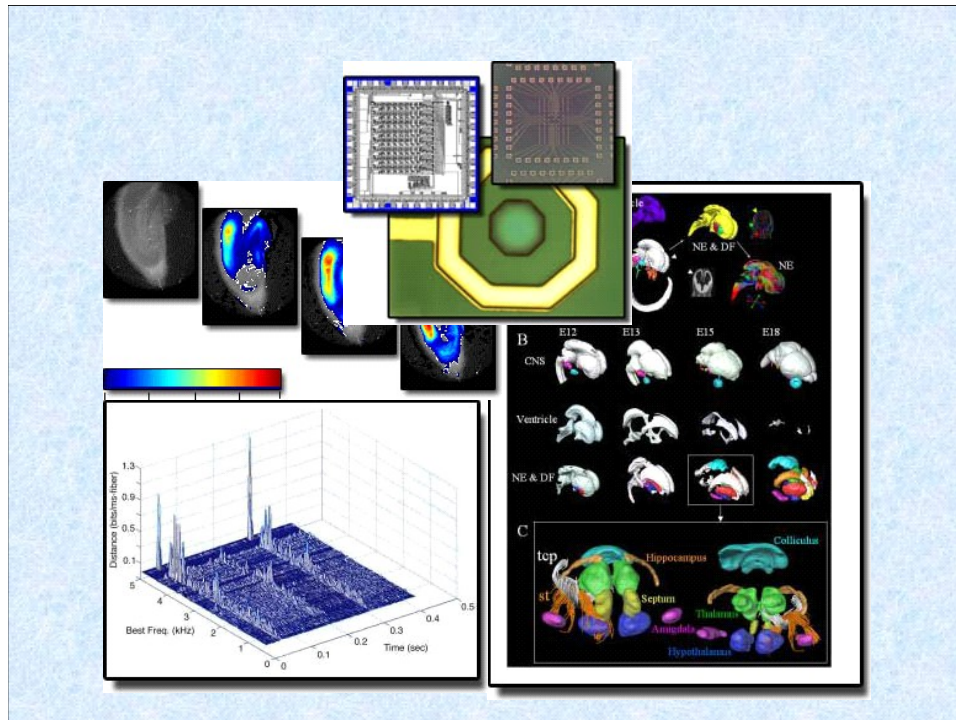 NE & DF
NE
B
E12 E13 E15 E18
CNS
Ventricle
NE & DF
C
Colliculus
tcp
Hippocampus
st
Septum
Thalamus
Amigdala
Hypothalamus
1.3
0.9
0.5
0.1
Distance (bits/ms-fiber)
5
4
3
2
1
0
Best Freq. (kHz)
0
0.1
0.2
0.3
0.4
0.5
Time (sec)